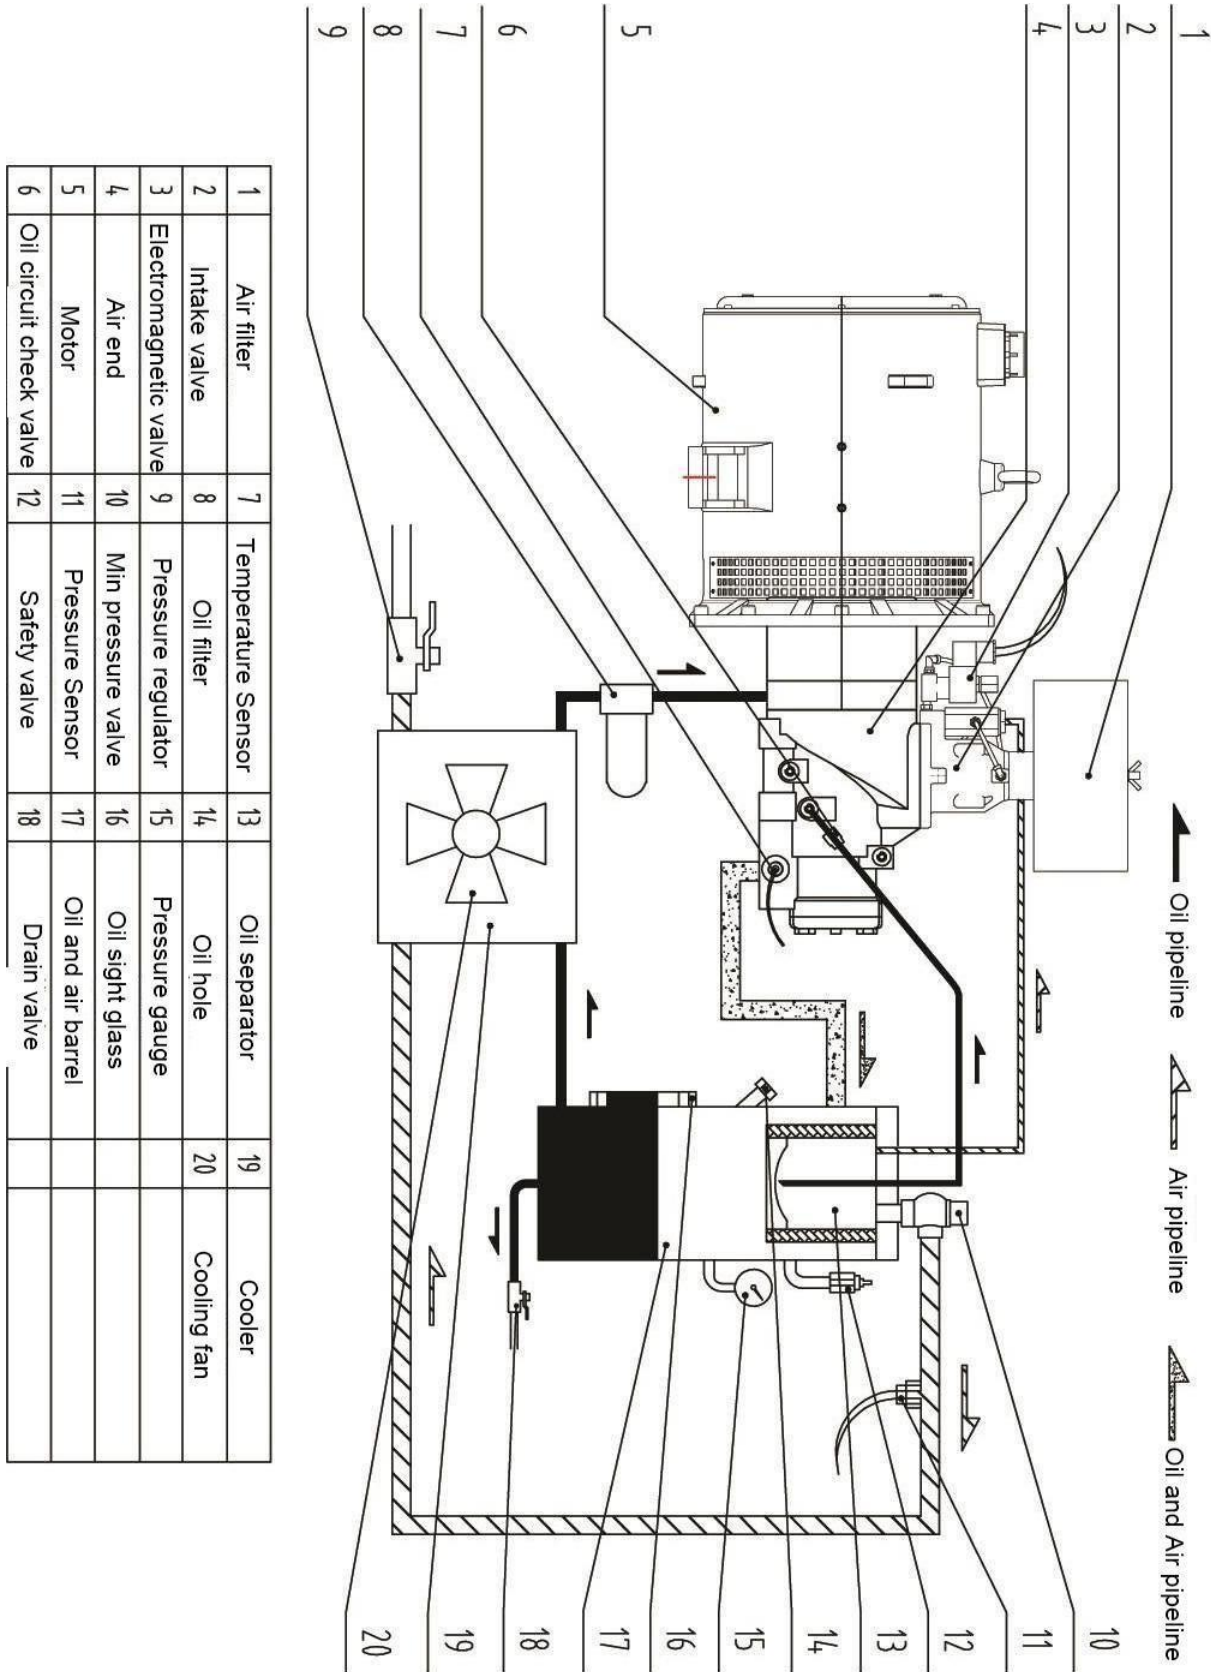 Oil pipeline
Air pipeline
Oil and Air pipeline
1
2
3
4
5
6
7
8
9
10
11
12
13
14
15
16
17
18
19
20
1 Air filter 7 Temperature Sensor 13 Oil separator 19 Cooler
2 Intake valve 8 Oil filter 14 Oil hole 20 Cooling fan
3 Electromagnetic valve 9 Pressure regulator 15 Pressure gauge
4 Air end 10 Min pressure valve 16 Oil sight glass
5 Motor 11 Pressure Sensor 17 Oil and air barrel
6 Oil circuit check valve 12 Safety valve 18 Drain valve